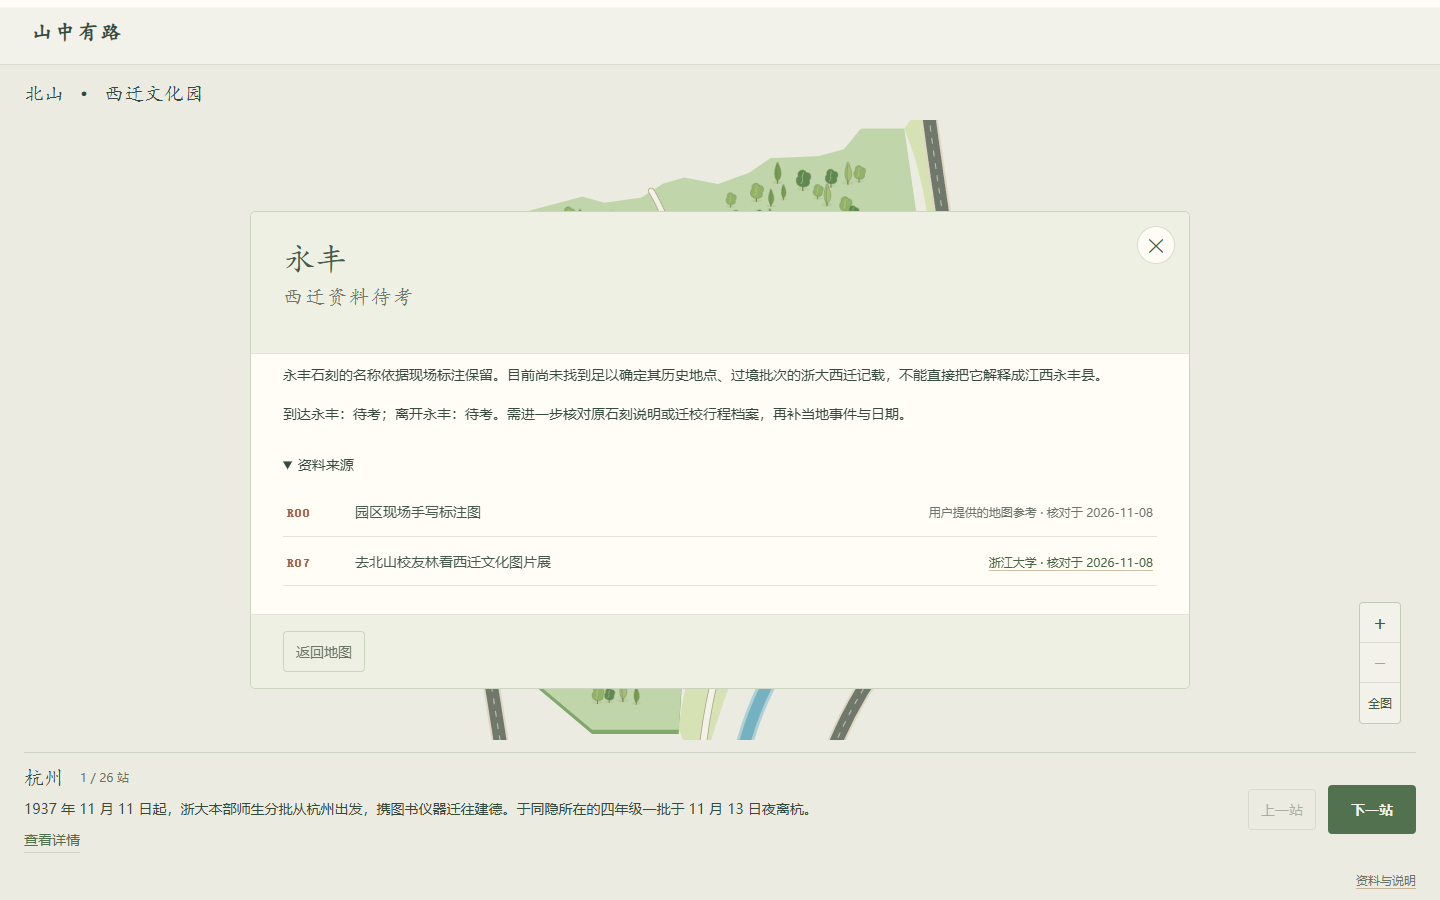 山中有路
北山 • 西迁文化园
永丰
西迁资料待考
永丰石刻的名称依据现场标注保留。目前尚未找到足以确定其历史地点、过境批次的浙大西迁记载，不能直接把它解释成江西永丰县。
到达永丰：待考；离开永丰：待考。需进一步核对原石刻说明或迁校行程档案，再补当地事件与日期。
▼ 资料来源
R00 园区现场手写标注图 用户提供的地图参考 · 核对于 2026-11-08
R07 去北山校友林看西迁文化图片展 浙江大学 · 核对于 2026-11-08
返回地图
+
−
全图
杭州 1 / 26 站
1937 年 11 月 11 日起，浙大本部师生分批从杭州出发，携图书仪器迁往建德。于同隐所在的四年级一批于 11 月 13 日夜离杭。
查看详情
上一站 下一站
资料与说明